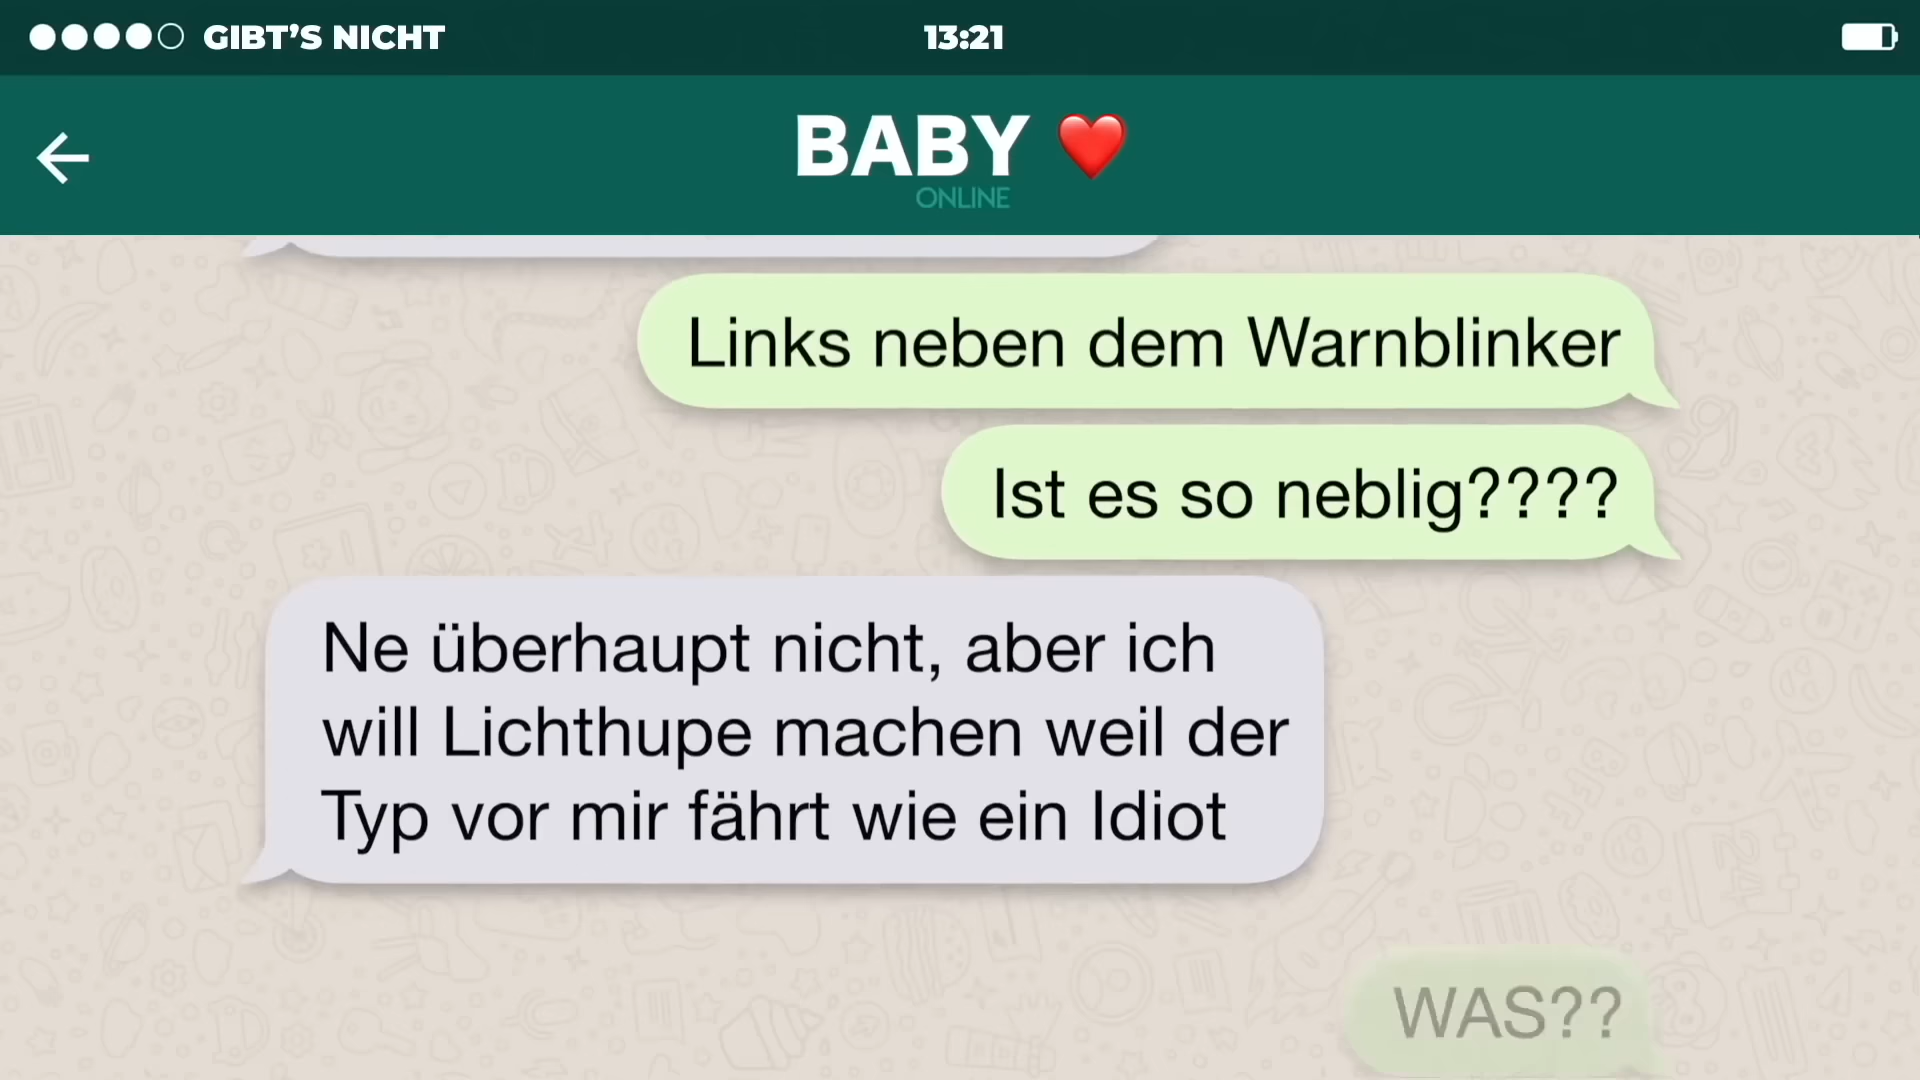 GIBT'S NICHT
13:21
BABY ❤️
ONLINE
Links neben dem Warnblinker
Ist es so neblig????
Ne überhaupt nicht, aber ich
will Lichthupe machen weil der
Typ vor mir fährt wie ein Idiot
WAS??